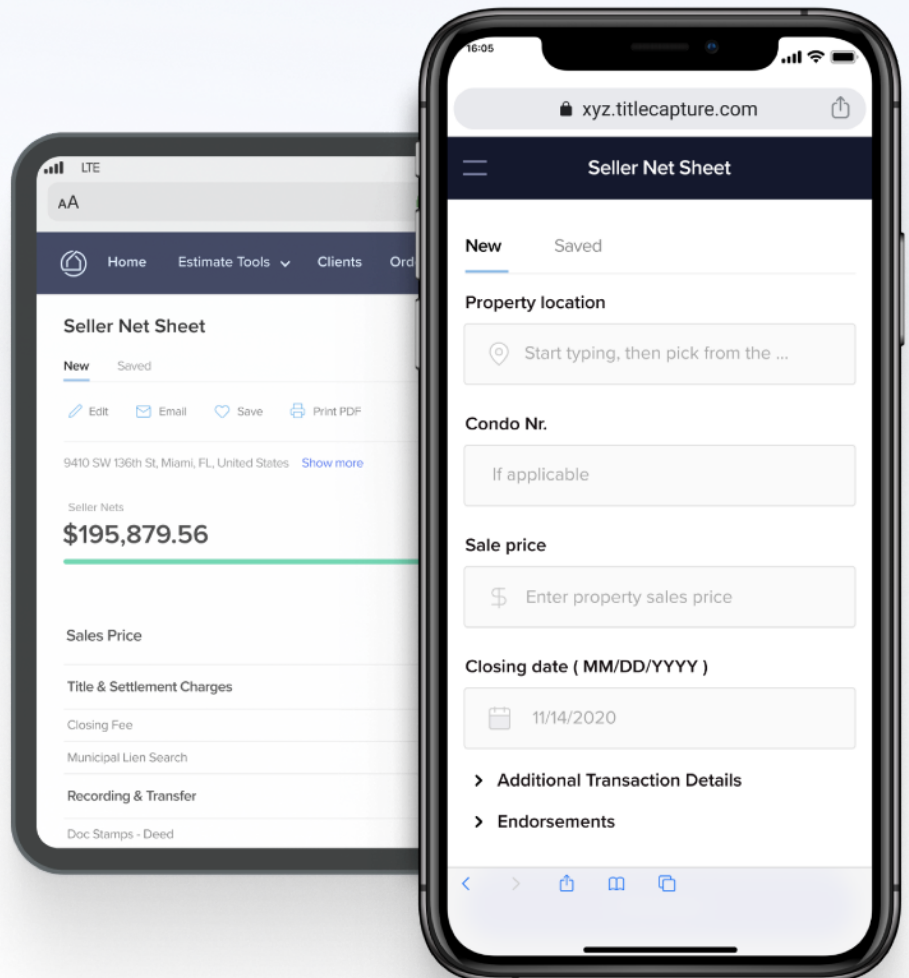 LTE
AA
Home Estimate Tools Clients
Seller Net Sheet
New Saved
Edit Email Save Print PDF
9410 SW 136th St, Miami, FL, United States Show more
Seller Nets
$195,879.56
Sales Price
Title & Settlement Charges
Closing Fee
Municipal Lien Search
Recording & Transfer
Doc Stamps - Deed
16:05
xyz.titlecapture.com
Seller Net Sheet
New Saved
Property location
Start typing, then pick from the ...
Condo Nr.
If applicable
Sale price
$ Enter property sales price
Closing date ( MM/DD/YYYY )
11/14/2020
Additional Transaction Details
Endorsements